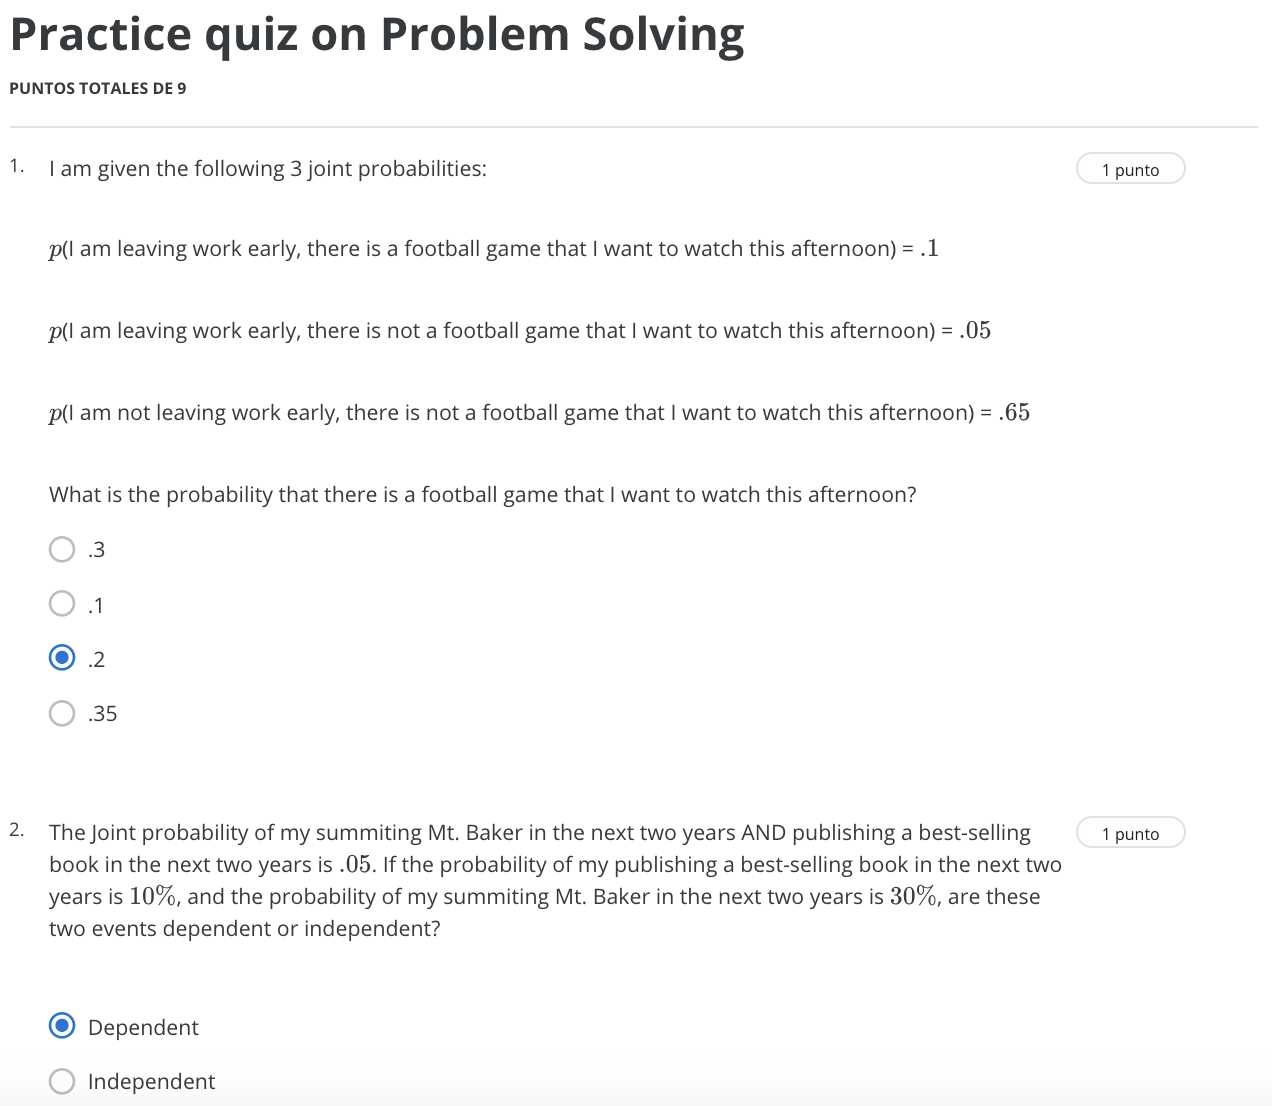 Practice quiz on Problem Solving
PUNTOS TOTALES DE 9
1. I am given the following 3 joint probabilities:
1 punto
p(I am leaving work early, there is a football game that I want to watch this afternoon) = .1
p(I am leaving work early, there is not a football game that I want to watch this afternoon) = .05
p(I am not leaving work early, there is not a football game that I want to watch this afternoon) = .65
What is the probability that there is a football game that I want to watch this afternoon?
.3
.1
.2
.35
2. The Joint probability of my summiting Mt. Baker in the next two years AND publishing a best-selling
1 punto
book in the next two years is .05. If the probability of my publishing a best-selling book in the next two
years is 10%, and the probability of my summiting Mt. Baker in the next two years is 30%, are these
two events dependent or independent?
Dependent
Independent